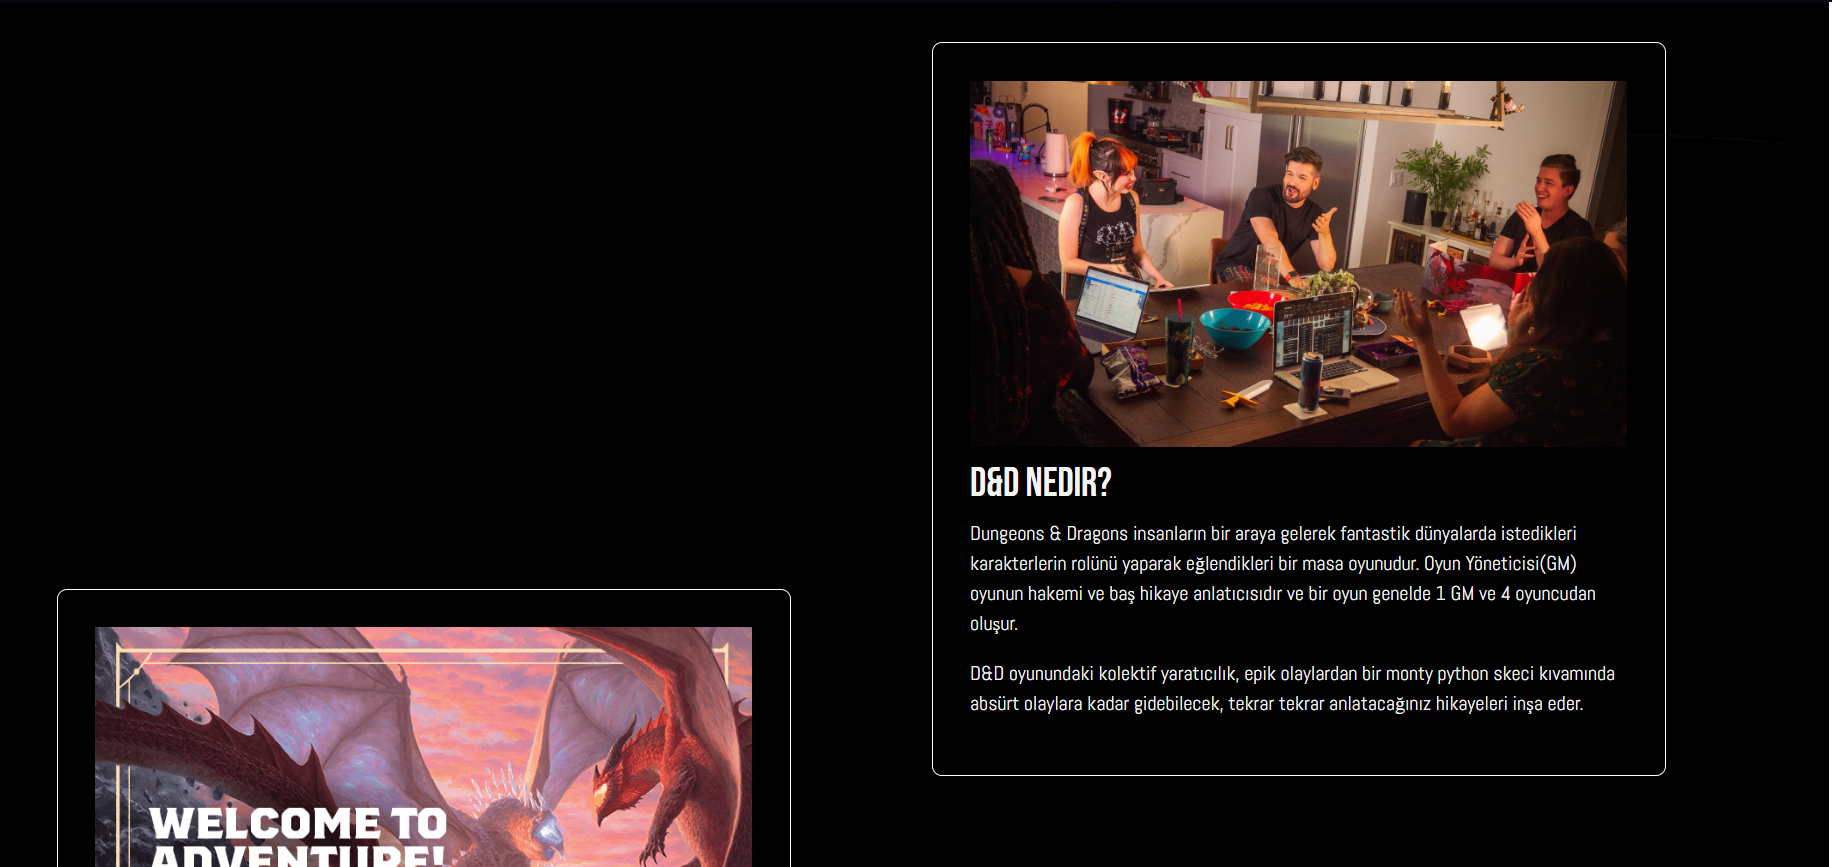 D&D NEDIR?
Dungeons & Dragons insanların bir araya gelerek fantastik dünyalarda istedikleri
karakterlerin rolünü yaparak eğlendikleri bir masa oyunudur. Oyun Yöneticisi(GM)
oyunun hakemi ve baş hikaye anlatıcısıdır ve bir oyun genelde 1 GM ve 4 oyuncudan
oluşur.
D&D oyunundaki kolektif yaratıcılık, epik olaylardan bir monty python skeci kıvamında
absürt olaylara kadar gidebilecek, tekrar tekrar anlatacağınız hikayeleri inşa eder.
WELCOME TO
ADVENTURE!